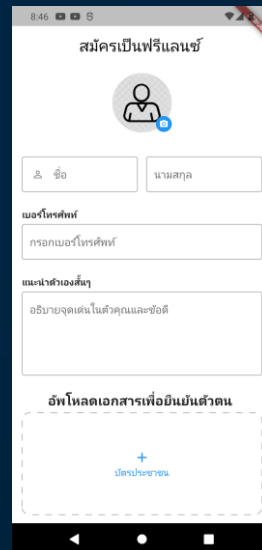 8:46
สมัครเป็นฟรีแลนซ์
ชื่อ นามสกุล
เบอร์โทรศัพท์
กรอกเบอร์โทรศัพท์
แนะนำตัวเองสั้นๆ
อธิบายจุดเด่นในตัวคุณและข้อดี
อัพโหลดเอกสารเพื่อยืนยันตัวตน
+
บัตรประชาชน